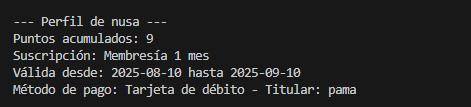 --- Perfil de nusa ---
Puntos acumulados: 9
Suscripción: Membresía 1 mes
Válida desde: 2025-08-10 hasta 2025-09-10
Método de pago: Tarjeta de débito - Titular: pama